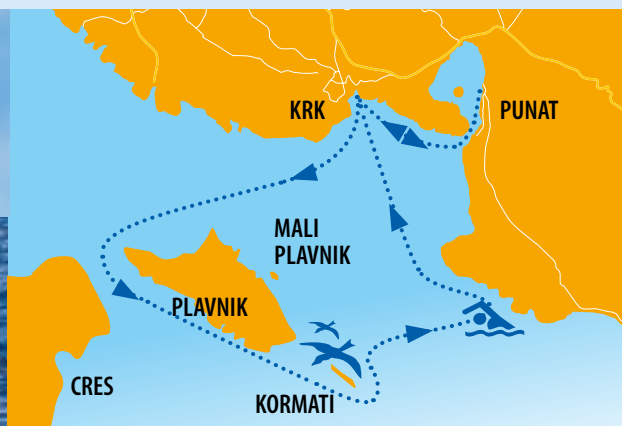 KRK
PUNAT
MALI
PLAVNIK
PLAVNIK
CRES
KORMATI